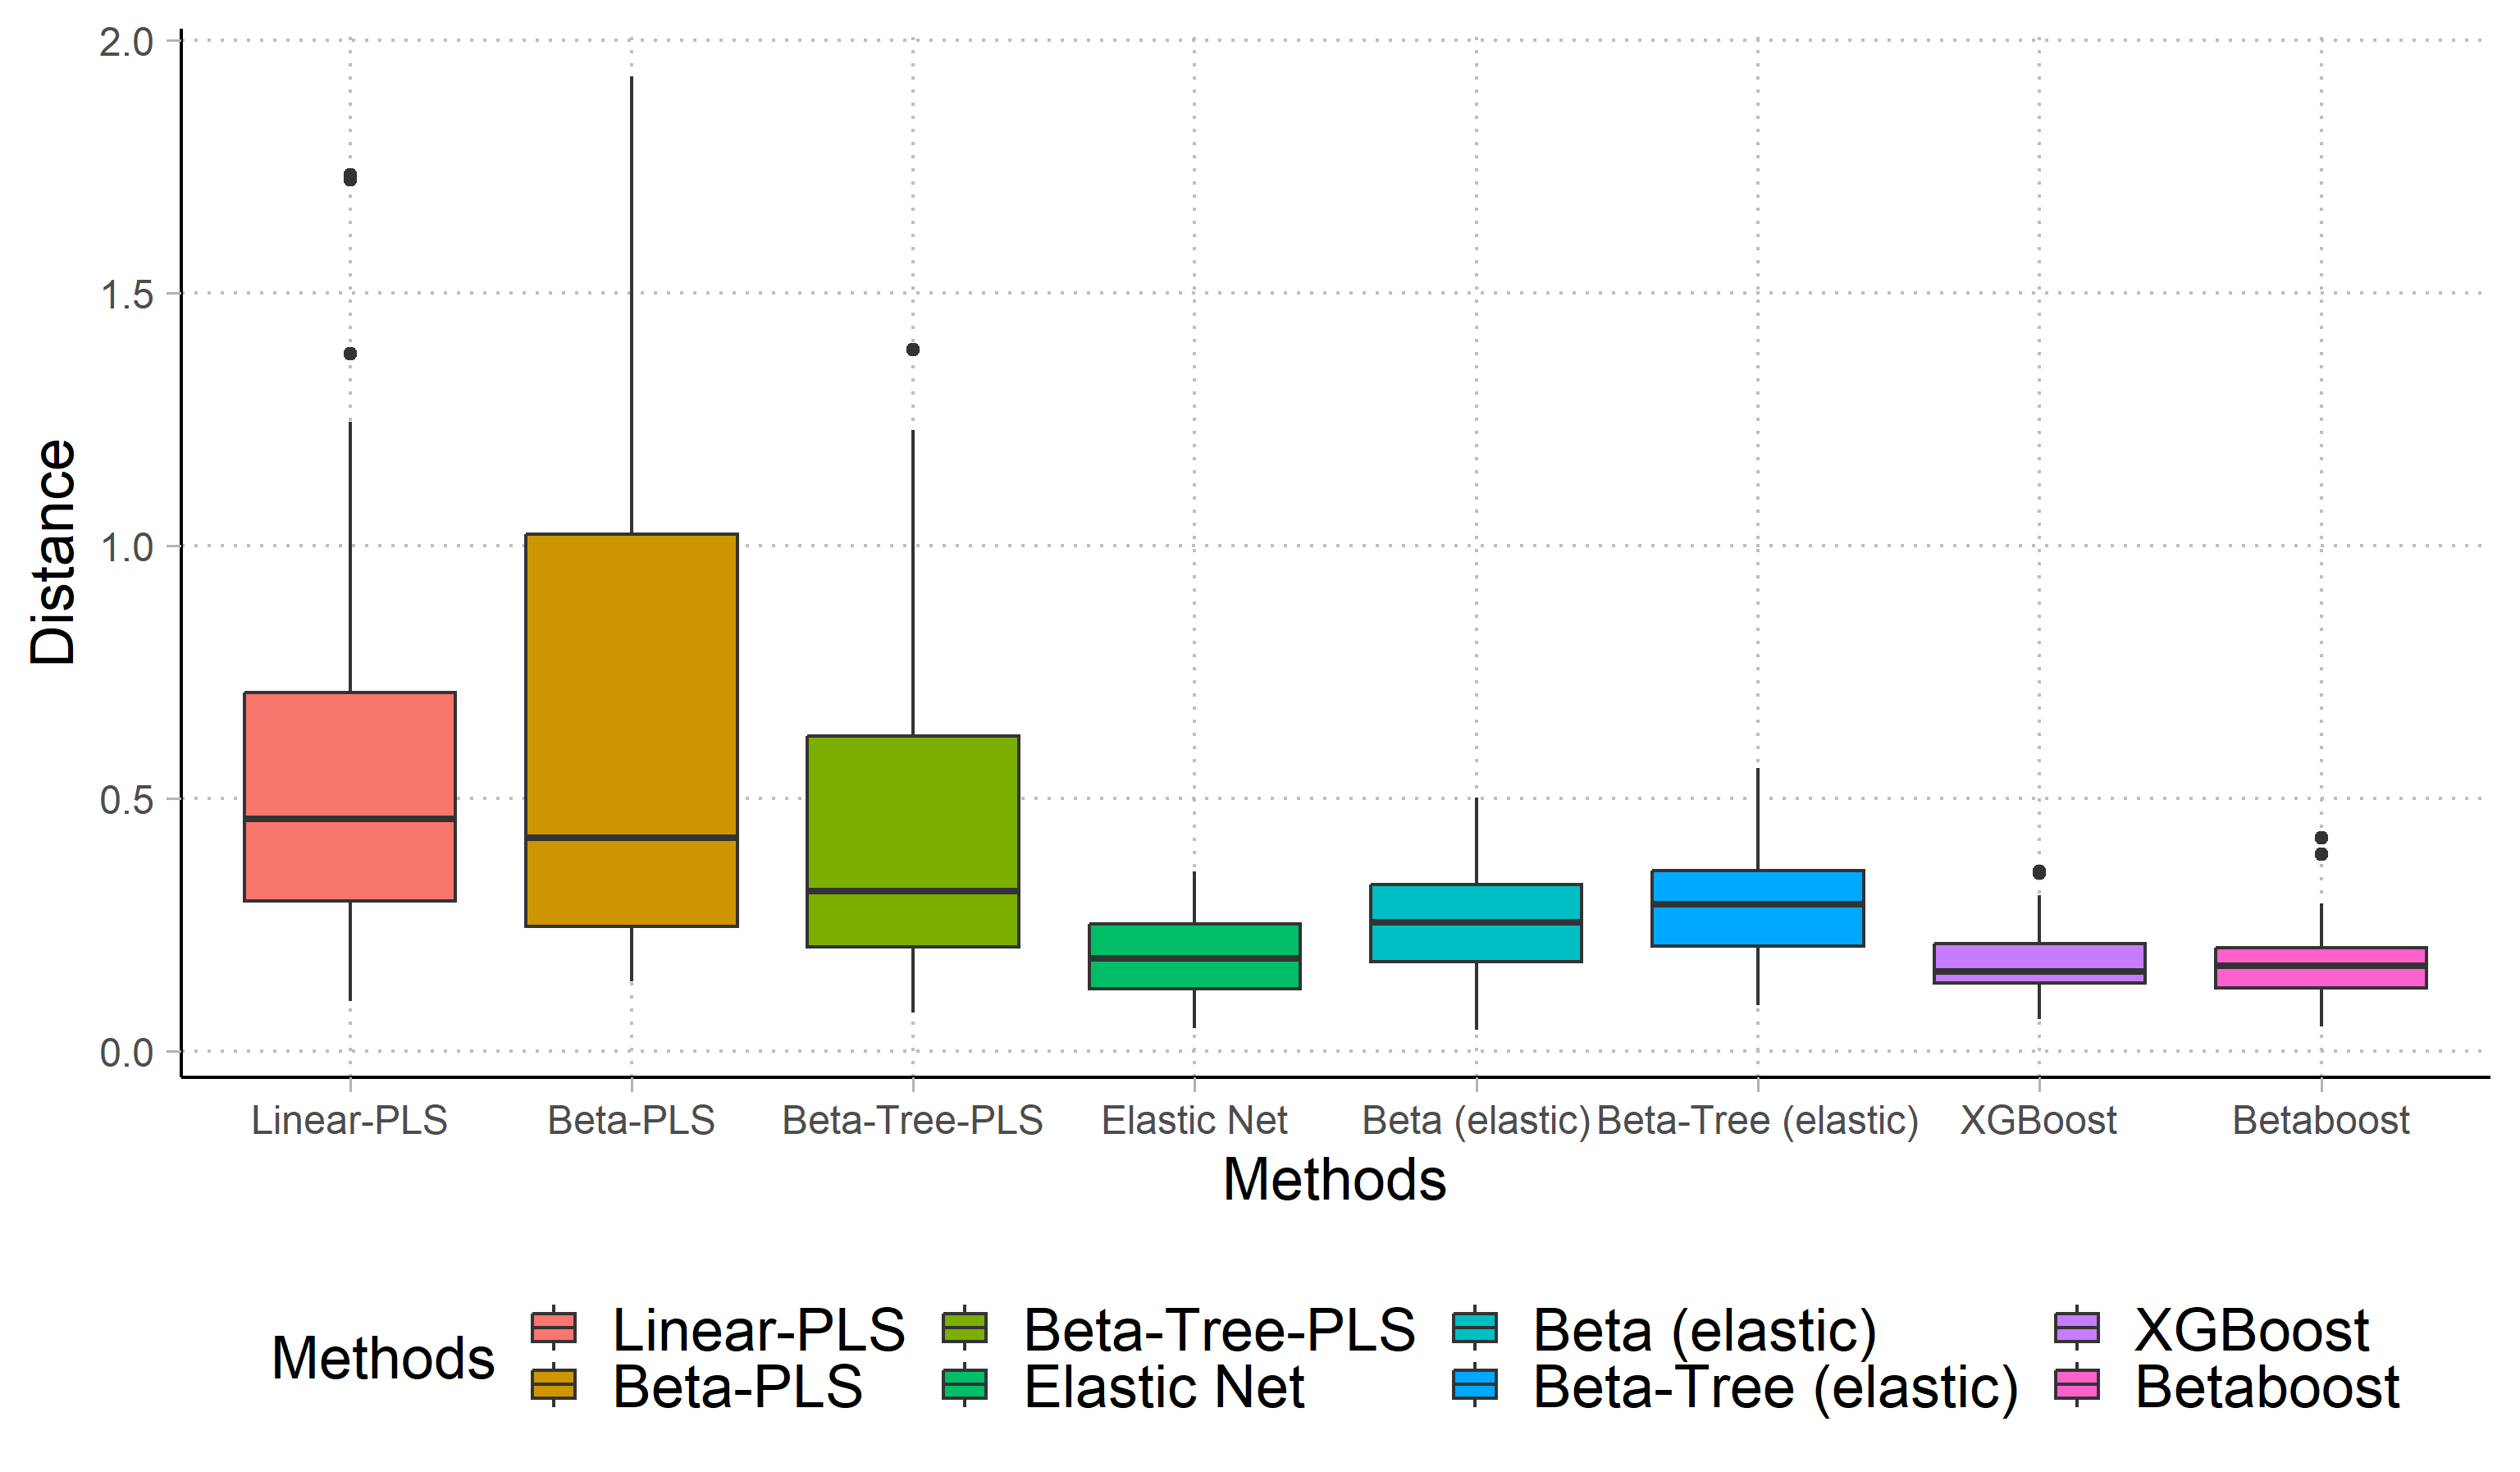 2.0
1.5
1.0
0.5
0.0
Distance
Linear-PLS Beta-PLS Beta-Tree-PLS Elastic Net Beta (elastic) Beta-Tree (elastic) XGBoost Betaboost
Methods
Methods
Linear-PLS Beta-Tree-PLS Beta (elastic) XGBoost
Beta-PLS Elastic Net Beta-Tree (elastic) Betaboost